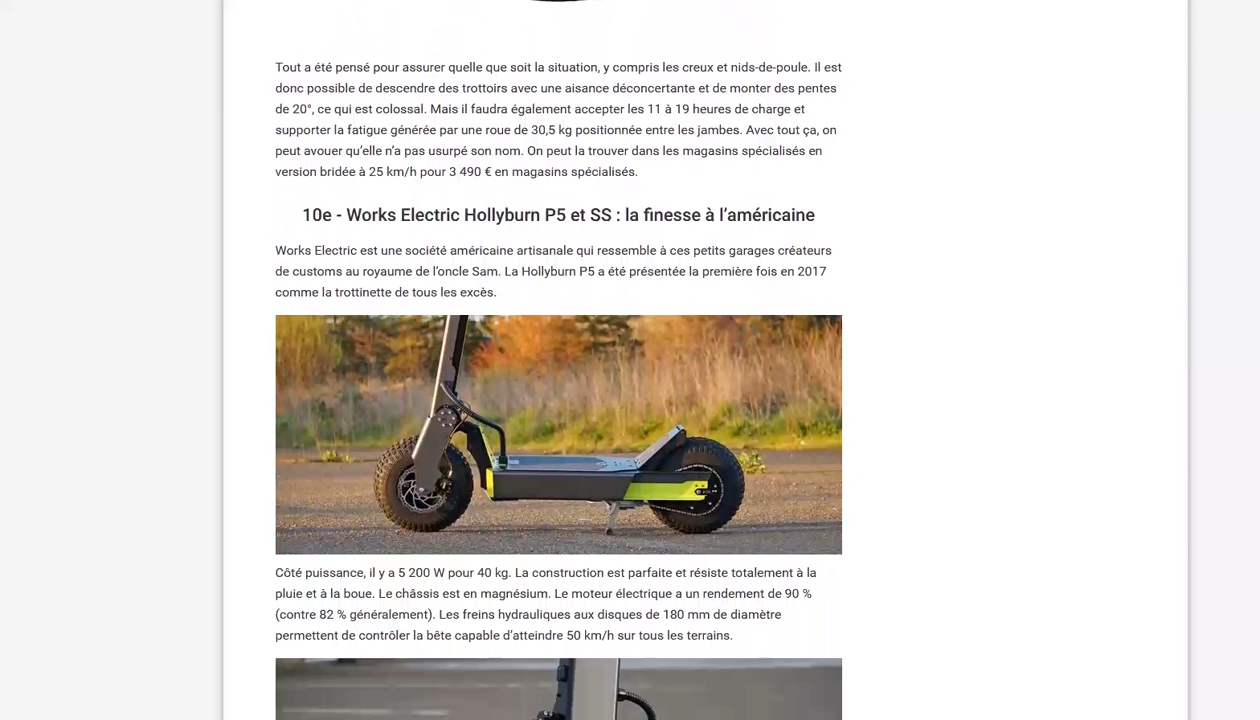 Tout a été pensé pour assurer quelle que soit la situation, y compris les creux et nids-de-poule. Il est
donc possible de descendre des trottoirs avec une aisance déconcertante et de monter des pentes
de 20°, ce qui est colossal. Mais il faudra également accepter les 11 à 19 heures de charge et
supporter la fatigue générée par une roue de 30,5 kg positionnée entre les jambes. Avec tout ça, on
peut avouer qu’elle n’a pas usurpé son nom. On peut la trouver dans les magasins spécialisés en
version bridée à 25 km/h pour 3 490 € en magasins spécialisés.
10e - Works Electric Hollyburn P5 et SS : la finesse à l’américaine
Works Electric est une société américaine artisanale qui ressemble à ces petits garages créateurs
de customs au royaume de l’oncle Sam. La Hollyburn P5 a été présentée la première fois en 2017
comme la trottinette de tous les excès.
Côté puissance, il y a 5 200 W pour 40 kg. La construction est parfaite et résiste totalement à la
pluie et à la boue. Le châssis est en magnésium. Le moteur électrique a un rendement de 90 %
(contre 82 % généralement). Les freins hydrauliques aux disques de 180 mm de diamètre
permettent de contrôler la bête capable d’atteindre 50 km/h sur tous les terrains.